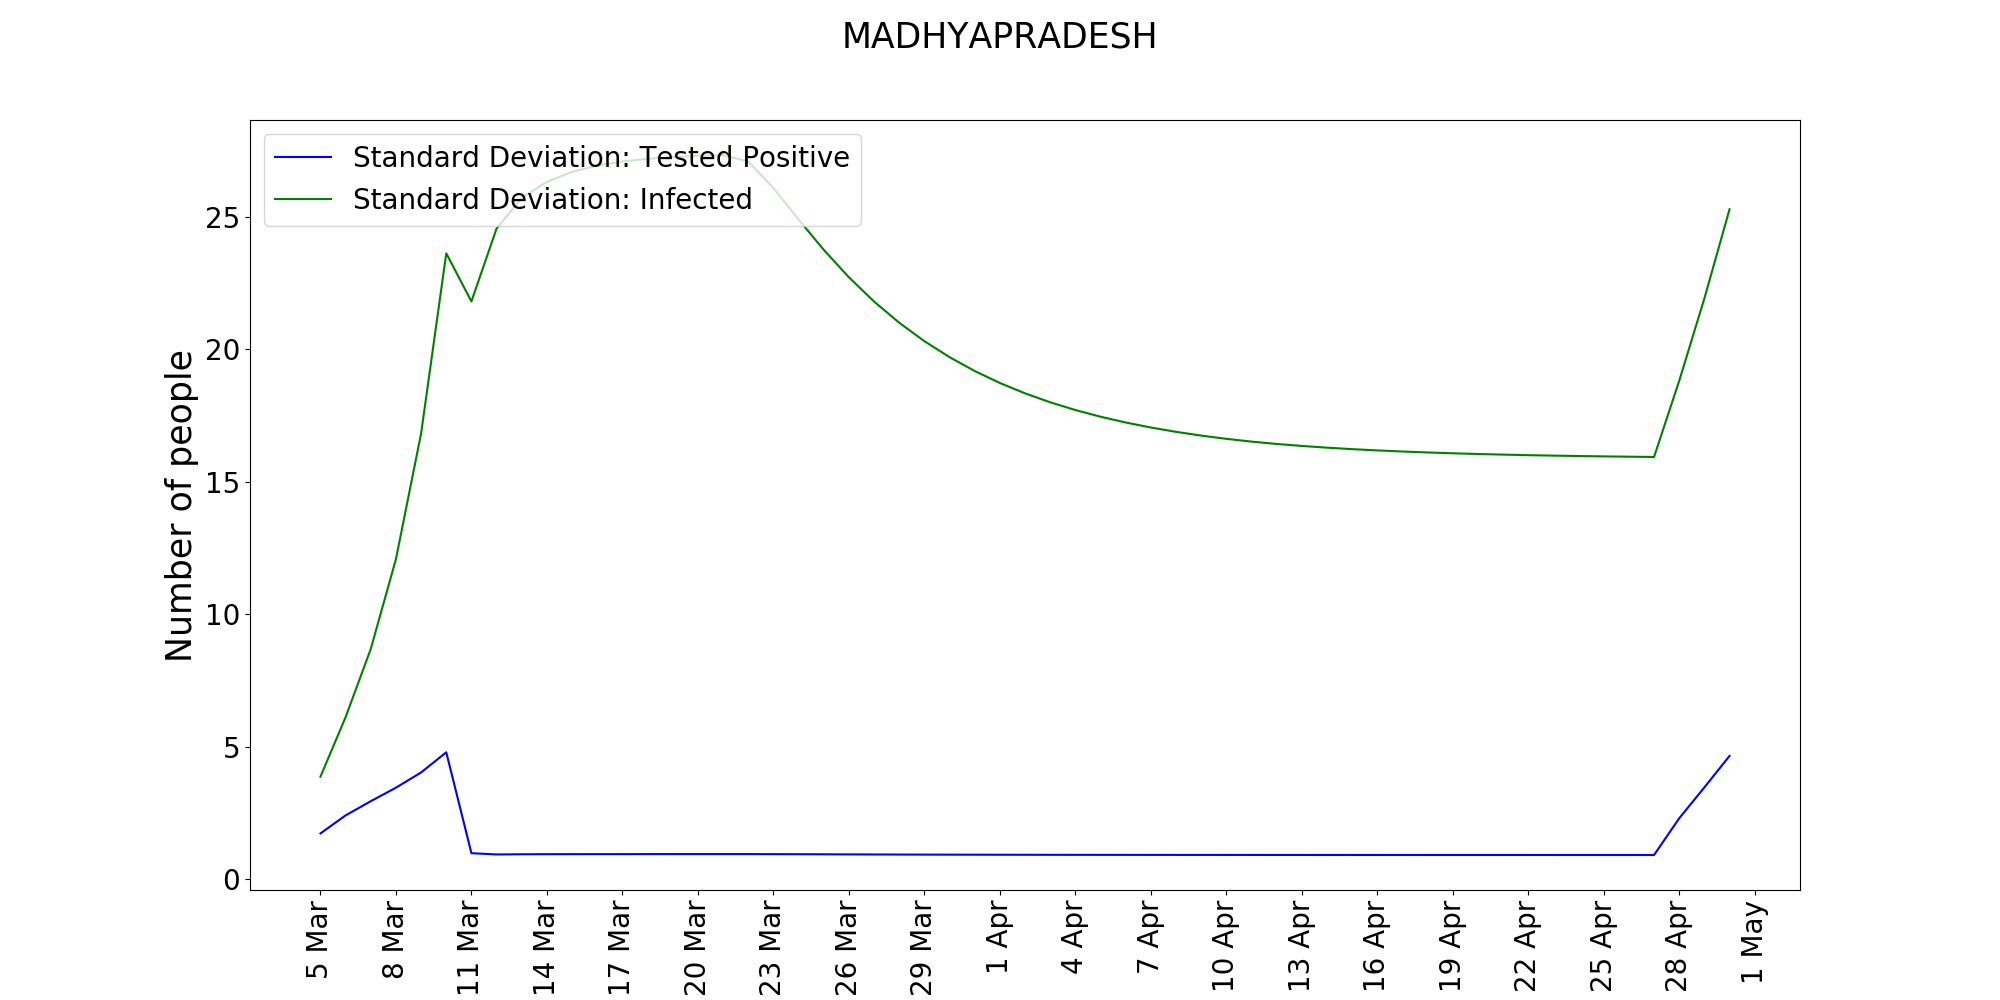 MADHYAPRADESH
Standard Deviation: Tested Positive
Standard Deviation: Infected
Number of people
25
20
15
10
5
0
5 Mar
8 Mar
11 Mar
14 Mar
17 Mar
20 Mar
23 Mar
26 Mar
29 Mar
1 Apr
4 Apr
7 Apr
10 Apr
13 Apr
16 Apr
19 Apr
22 Apr
25 Apr
28 Apr
1 May